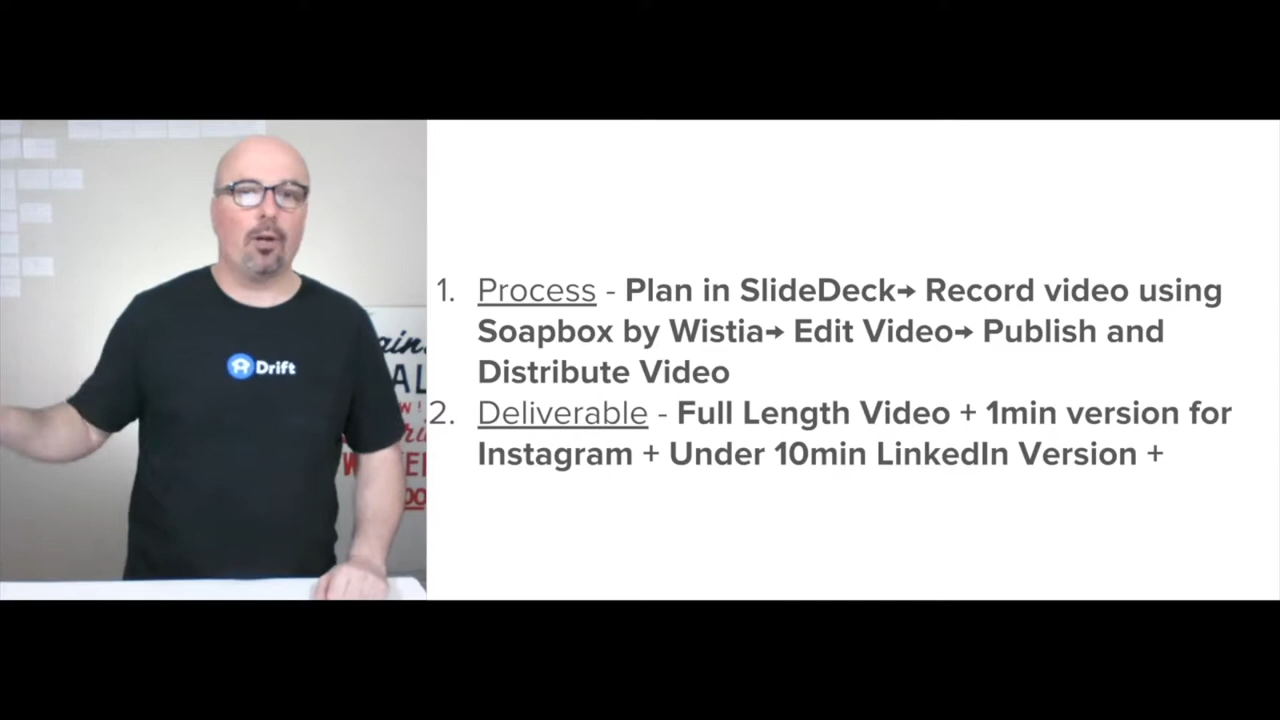 Drift
1. Process - Plan in SlideDeck→ Record video using
Soapbox by Wistia→ Edit Video→ Publish and
Distribute Video
2. Deliverable - Full Length Video + 1min version for
Instagram + Under 10min LinkedIn Version +